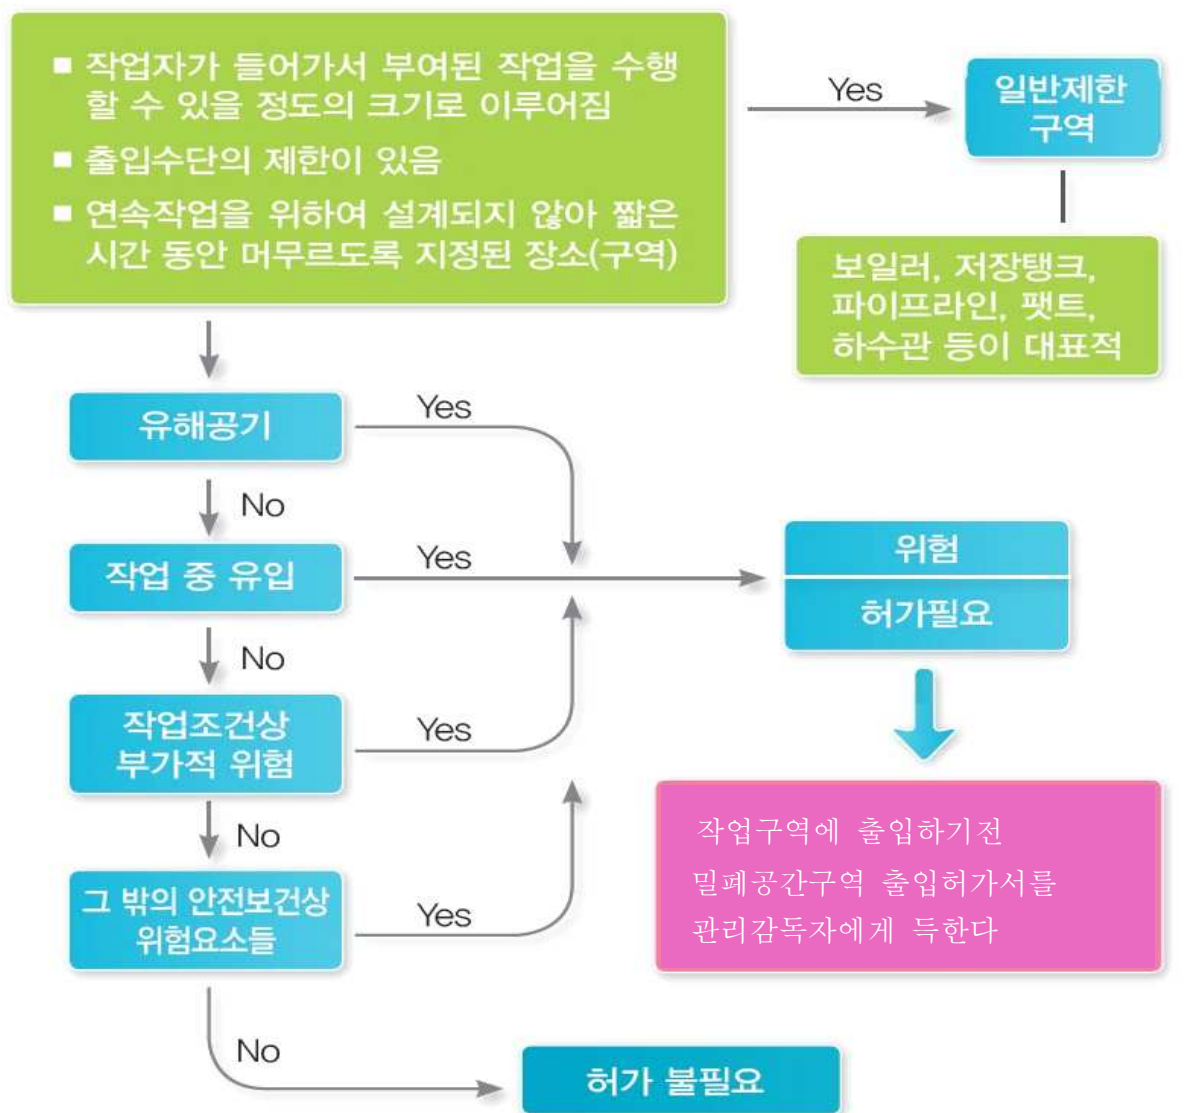 ■ 작업자가 들어가서 부여된 작업을 수행
할 수 있을 정도의 크기로 이루어짐
■ 출입수단의 제한이 있음
■ 연속작업을 위하여 설계되지 않아 짧은
시간 동안 머무르도록 지정된 장소(구역)
Yes
일반제한
구역
보일러, 저장탱크,
파이프라인, 팻트,
하수관 등이 대표적
유해공기
Yes
No
작업 중 유입
Yes
위험
허가필요
No
작업조건상
부가적 위험
Yes
No
그 밖의 안전보건상
위험요소들
Yes
작업구역에 출입하기전
밀폐공간구역 출입허가서를
관리감독자에게 득한다
No
허가 불필요